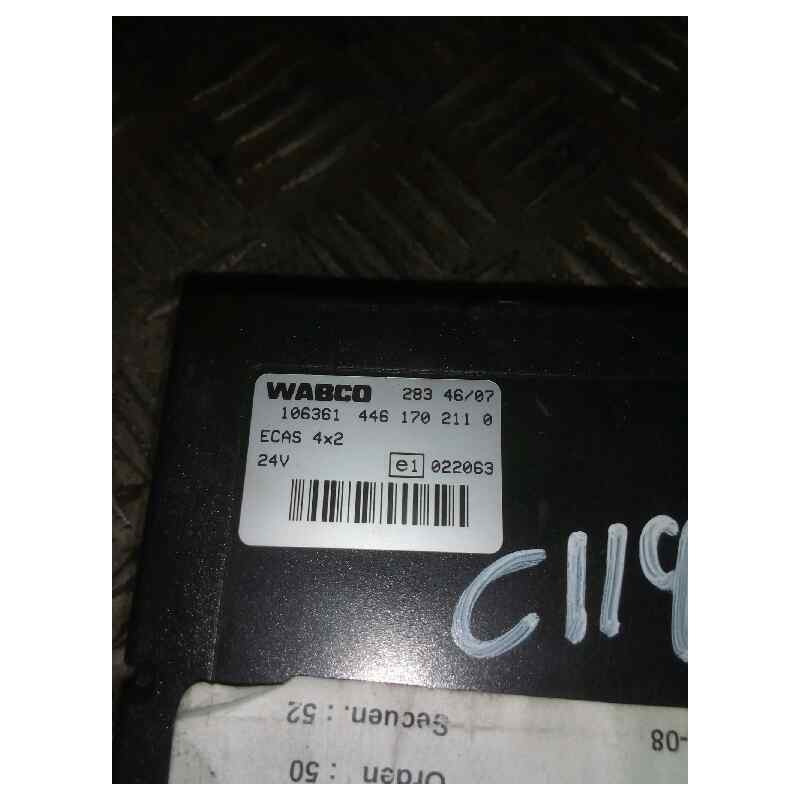 WABCO 283 46/07
106361 446 170 211 0
ECAS 4x2
24V e1 022063
C119
Secuen. : 52
-08
Orden : 50